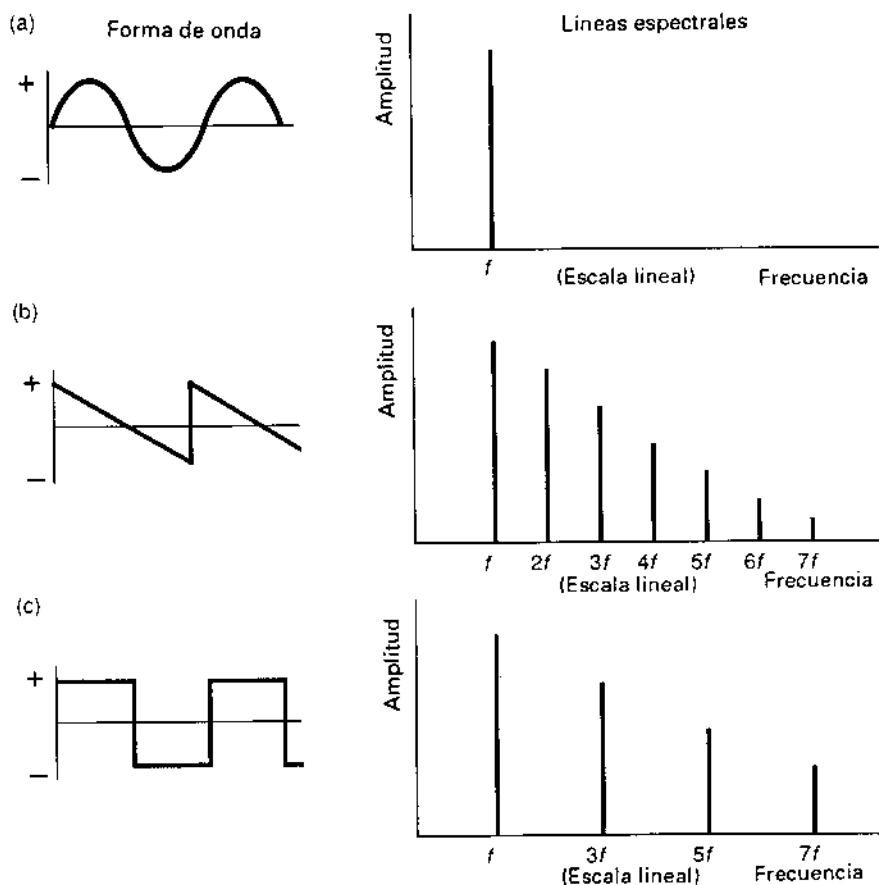 (a)
Forma de onda
Líneas espectrales
+
−
Amplitud
f
(Escala lineal)
Frecuencia
(b)
+
−
Amplitud
f 2f 3f 4f 5f 6f 7f
(Escala lineal)
Frecuencia
(c)
+
−
Amplitud
f 3f 5f 7f
(Escala lineal)
Frecuencia